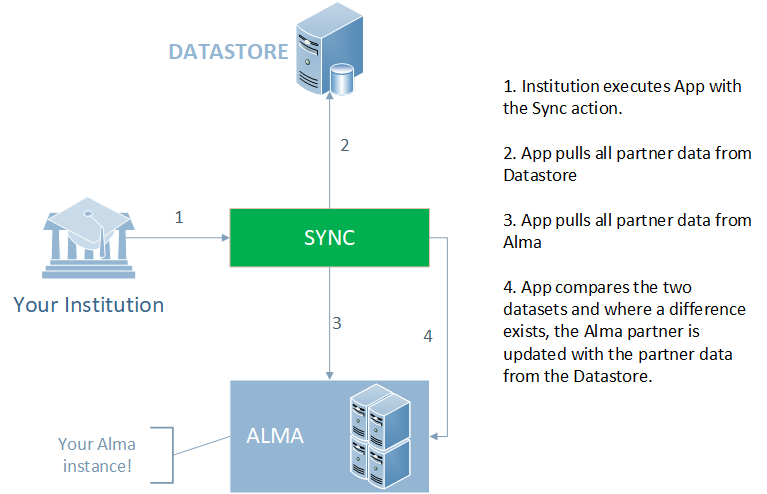 DATASTORE
1. Institution executes App with
the Sync action.
2
2. App pulls all partner data from
Datastore
1
SYNC
3. App pulls all partner data from
Alma
Your Institution
4. App compares the two
datasets and where a difference
exists, the Alma partner is
updated with the partner data
from the Datastore.
3
4
ALMA
Your Alma
instance!